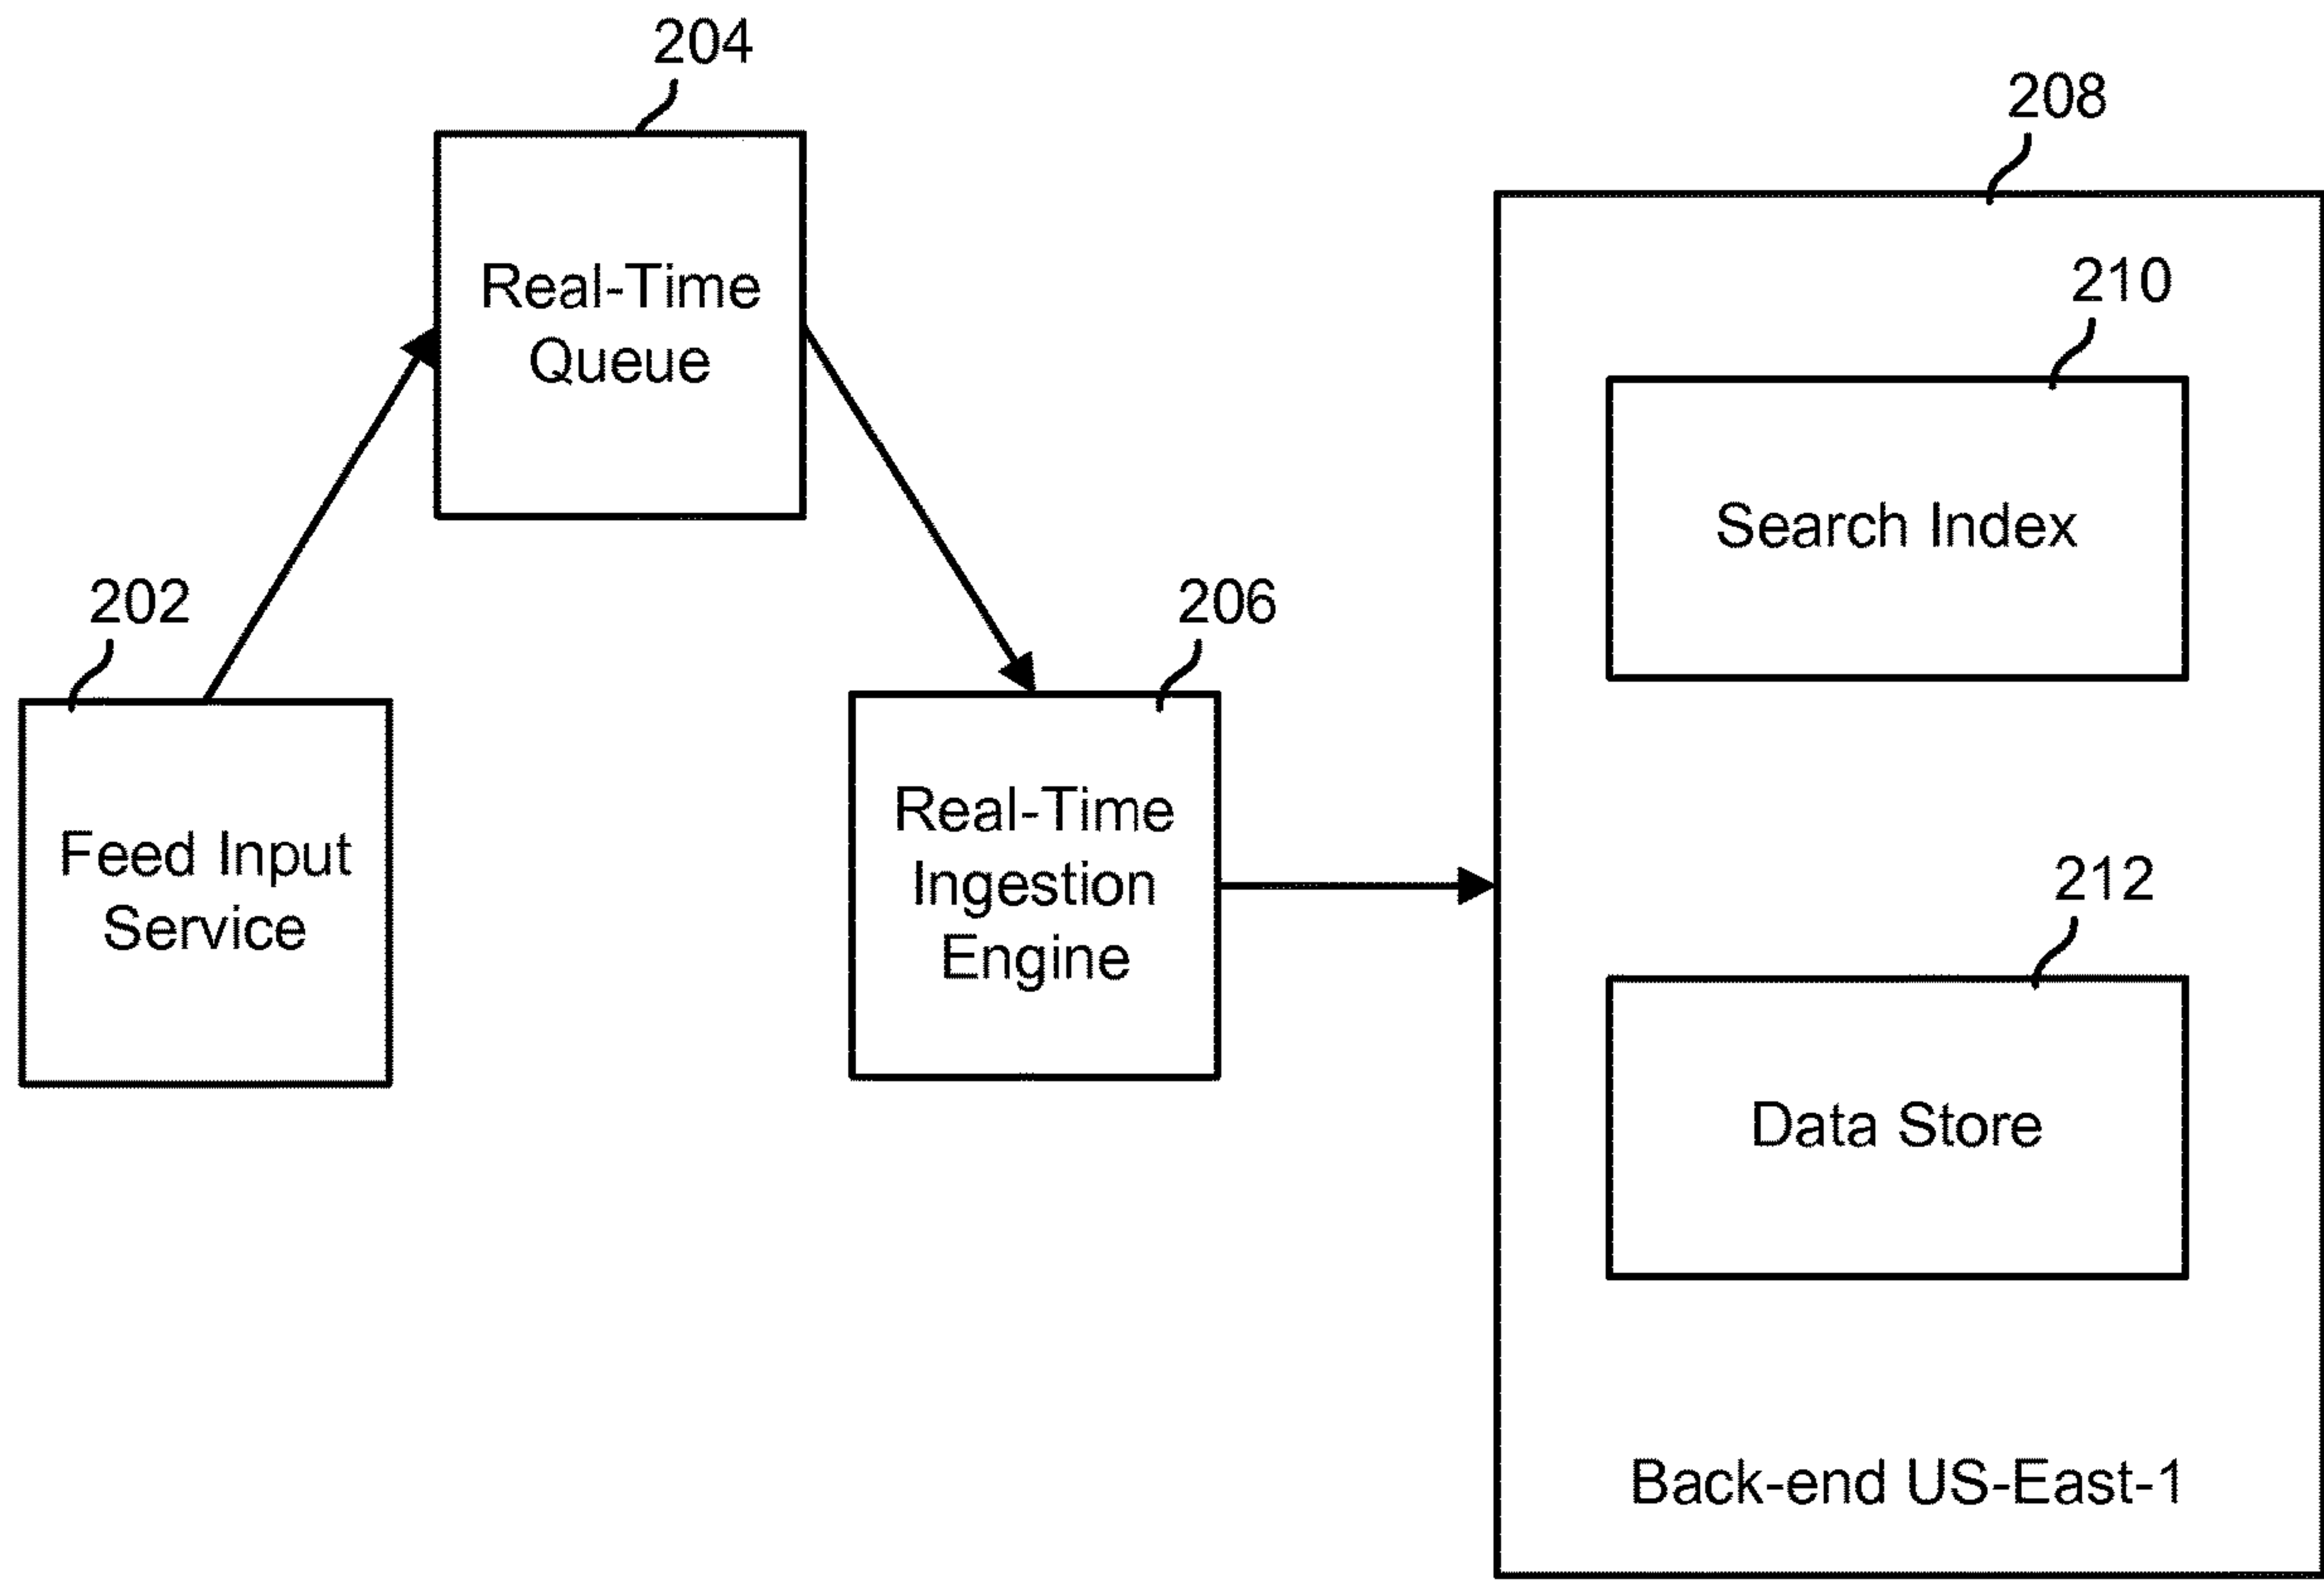 204
Real-Time
Queue
202
Feed Input
Service
206
Real-Time
Ingestion
Engine
208
210
Search Index
212
Data Store
Back-end US-East-1